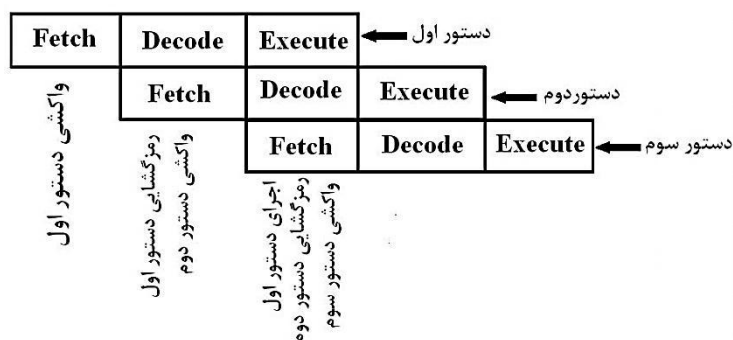 Fetch Decode Execute دستور اول
Fetch Decode Execute دستوردوم
Fetch Decode Execute دستور سوم
واکشی دستور اول
رمزگشایی دستور اول
واکشی دستور دوم
اجرای دستور اول
رمزگشایی دستور دوم
واکشی دستور سوم